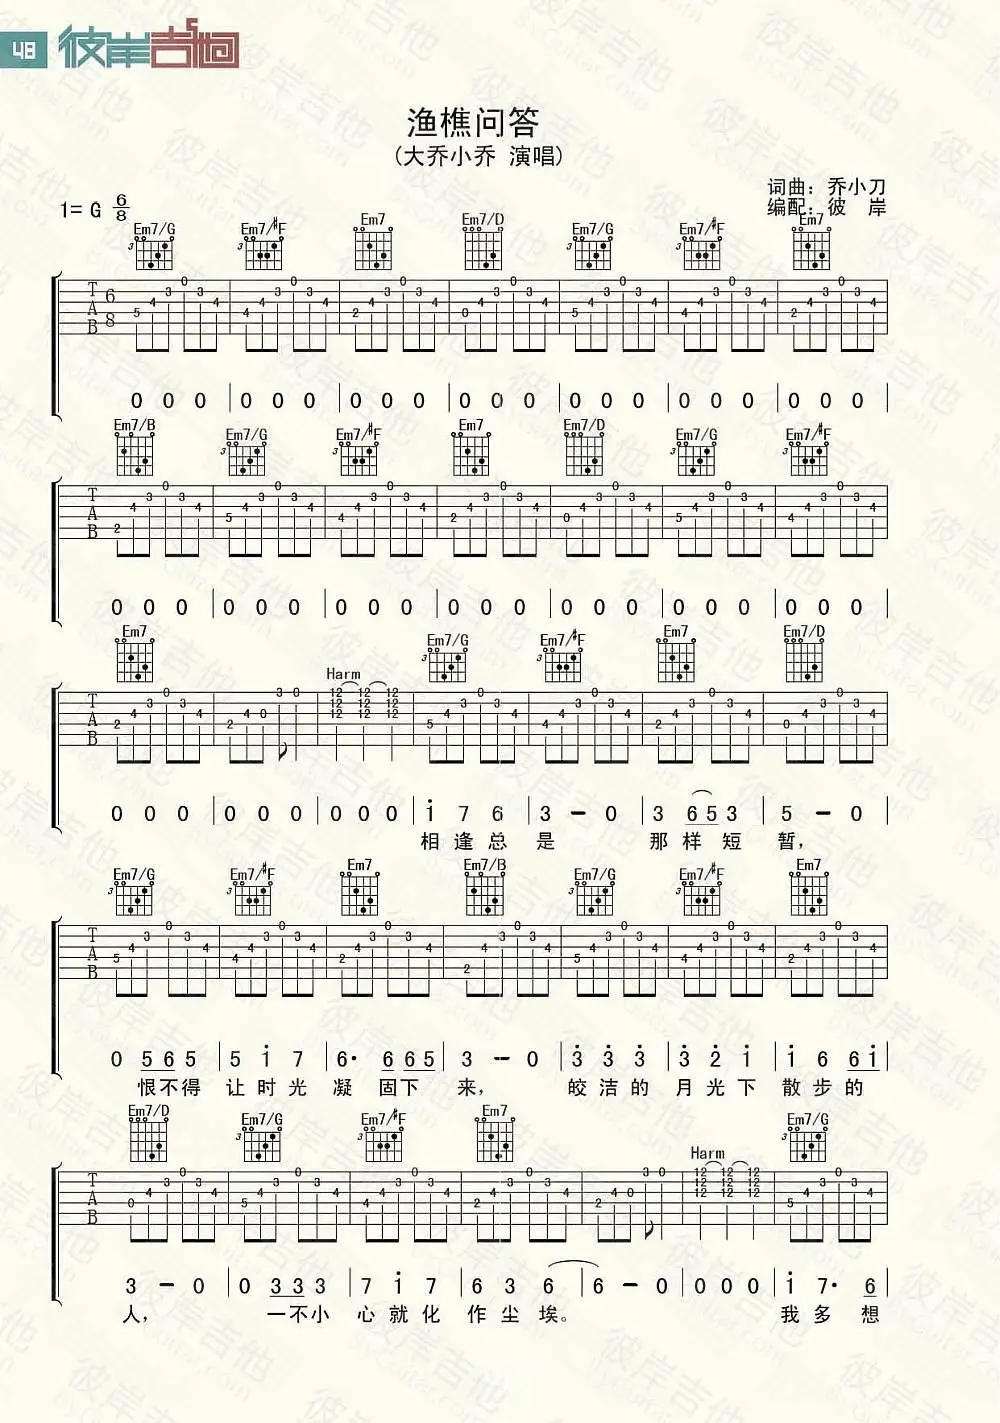 48 彼岸吉他
渔樵问答
(大乔小乔 演唱)
词曲：乔小刀
1= G 6/8
编配：彼 岸
Em7/G Em7/#F Em7 Em7/D Em7/G Em7/#F Em7
0 0 0 | 0 0 0 | 0 0 0 | 0 0 0 | 0 0 0 | 0 0 0 | 0 0 0 |
Em7/B Em7/G Em7/#F Em7 Em7/D Em7/G Em7/#F
0 0 0 | 0 0 0 | 0 0 0 | 0 0 0 | 0 0 0 | 0 0 0 | 0 0 0 |
Em7 Harm Em7/G Em7/#F Em7 Em7/D
0 0 0 | 0 0 0 | 0 0 0 | i 7 6 | 3 - 0 | 3 6 5 3 | 5 - 0 |
相 逢 总 是 那 样 短 暂，
Em7/G Em7/#F Em7 Em7/B Em7/G Em7/#F Em7
0 5 6 5 | 5 i 7 | 6· 6 6 5 | 3 - 0 | 3 3 3 | 3 2 1 | i 6 6 i |
恨不得 让 时 光 凝 固下 来， 皎 洁 的 月 光 下 散 步 的
Em7/D Em7/G Em7/#F Em7 Harm Em7/G
3 - 0 | 0 3 3 3 | 7 i 7 | 6 3 6 | 6 - 0 | 0 0 0 | i 7· 6 |
人， 一不小 心 就 化 作 尘 埃。 我 多 想